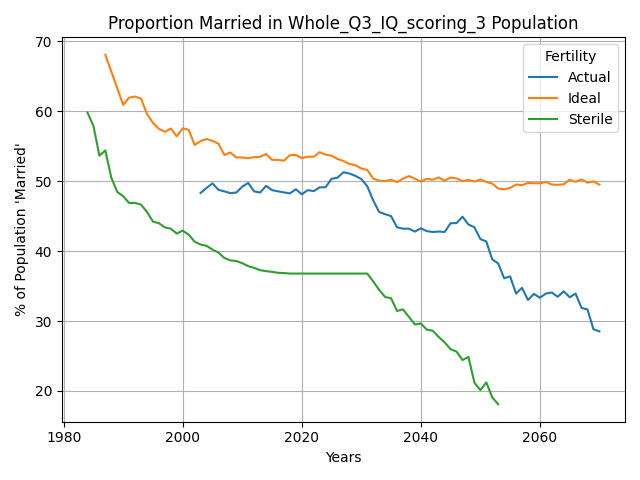 Proportion Married in Whole_Q3_IQ_scoring_3 Population
% of Population 'Married'
70
60
50
40
30
20
Fertility
Actual
Ideal
Sterile
1980
2000
2020
2040
2060
Years